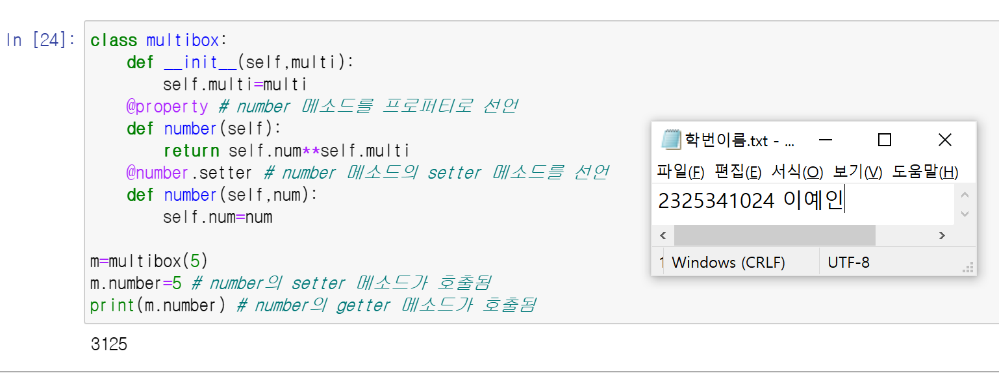 In [24]:
class multibox:
    def __init__(self,multi):
        self.multi=multi
    @property # number 메소드를 프로퍼티로 선언
    def number(self):
        return self.num**self.multi
    @number.setter # number 메소드의 setter 메소드를 선언
    def number(self,num):
        self.num=num

m=multibox(5)
m.number=5 # number의 setter 메소드가 호출됨
print(m.number) # number의 getter 메소드가 호출됨
3125
학번이름.txt - ...
파일(F) 편집(E) 서식(O) 보기(V) 도움말(H)
2325341024 이예인
1 Windows (CRLF) UTF-8